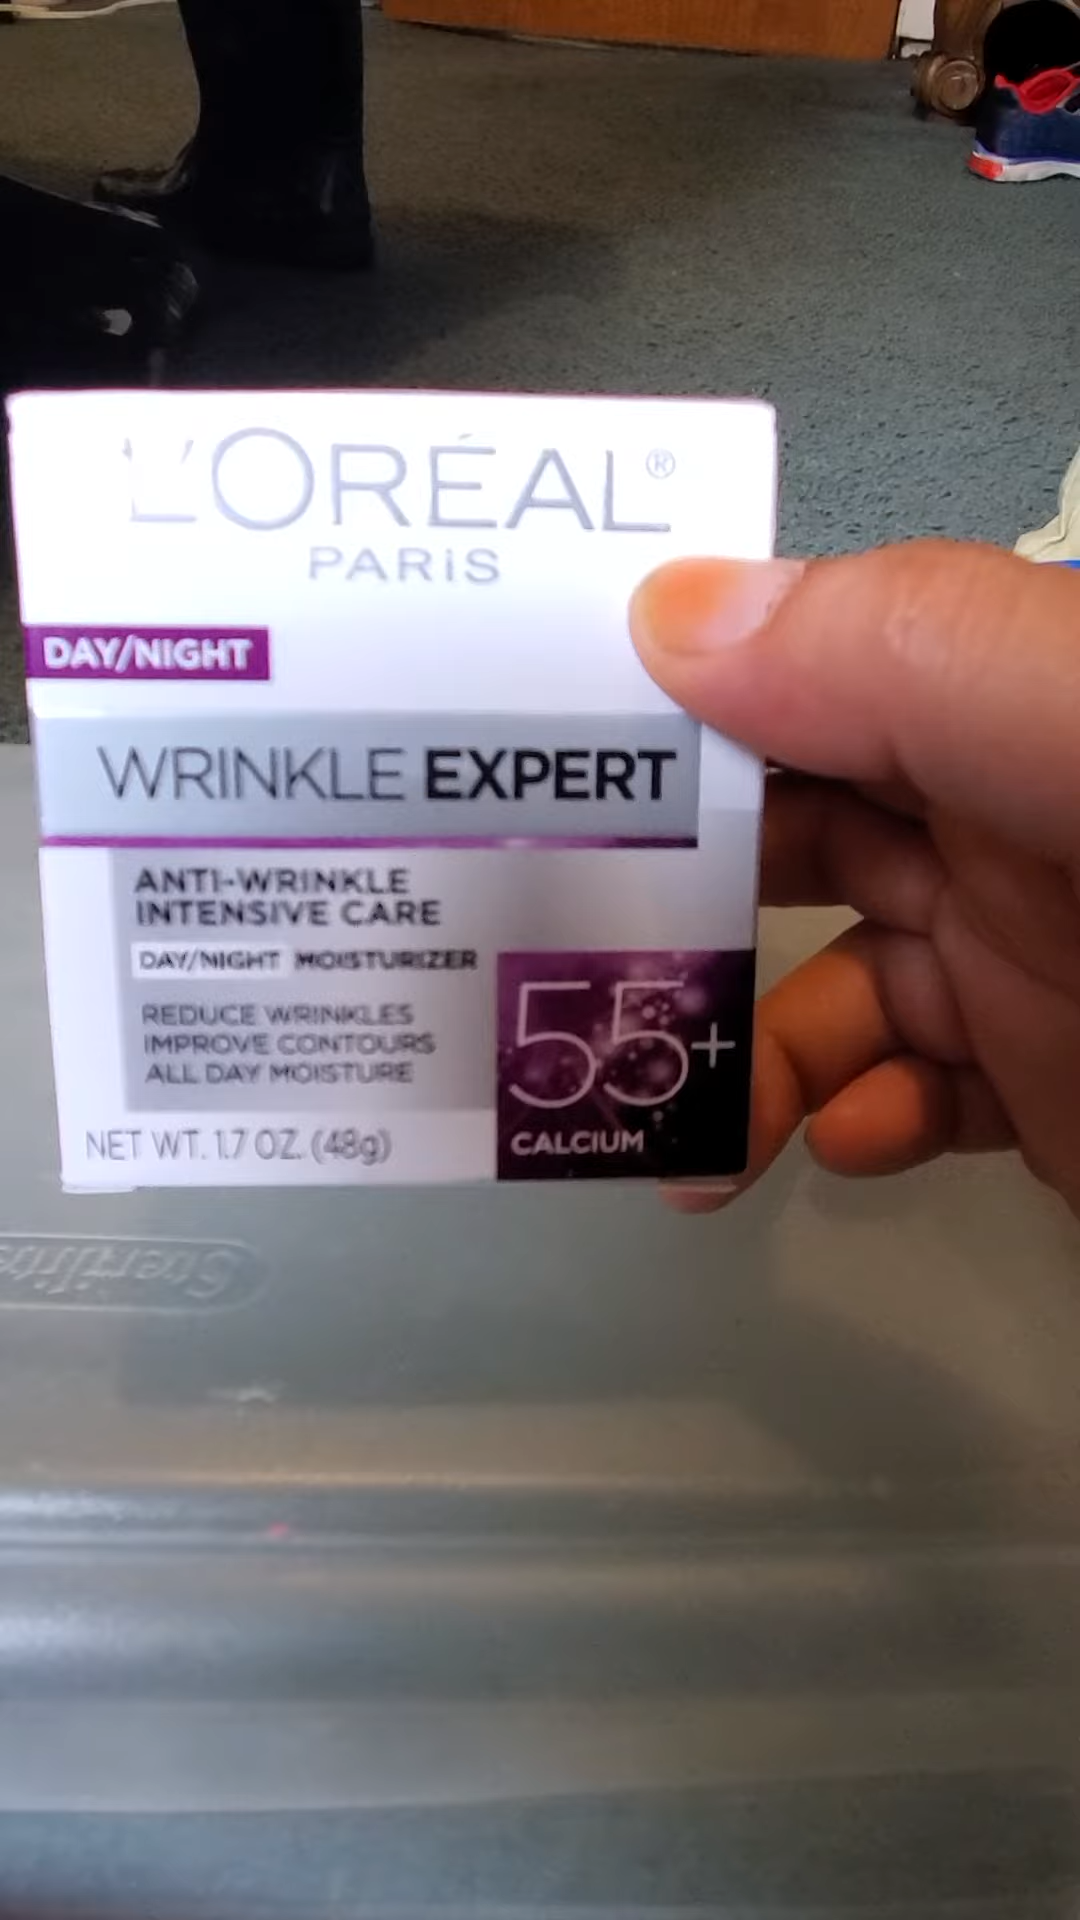 L'ORÉAL®
PARIS
DAY/NIGHT
WRINKLE EXPERT
ANTI-WRINKLE
INTENSIVE CARE
DAY/NIGHT MOISTURIZER
REDUCE WRINKLES
IMPROVE CONTOURS
ALL DAY MOISTURE
55+
CALCIUM
NET WT. 1.7 OZ. (48g)
Sterilite